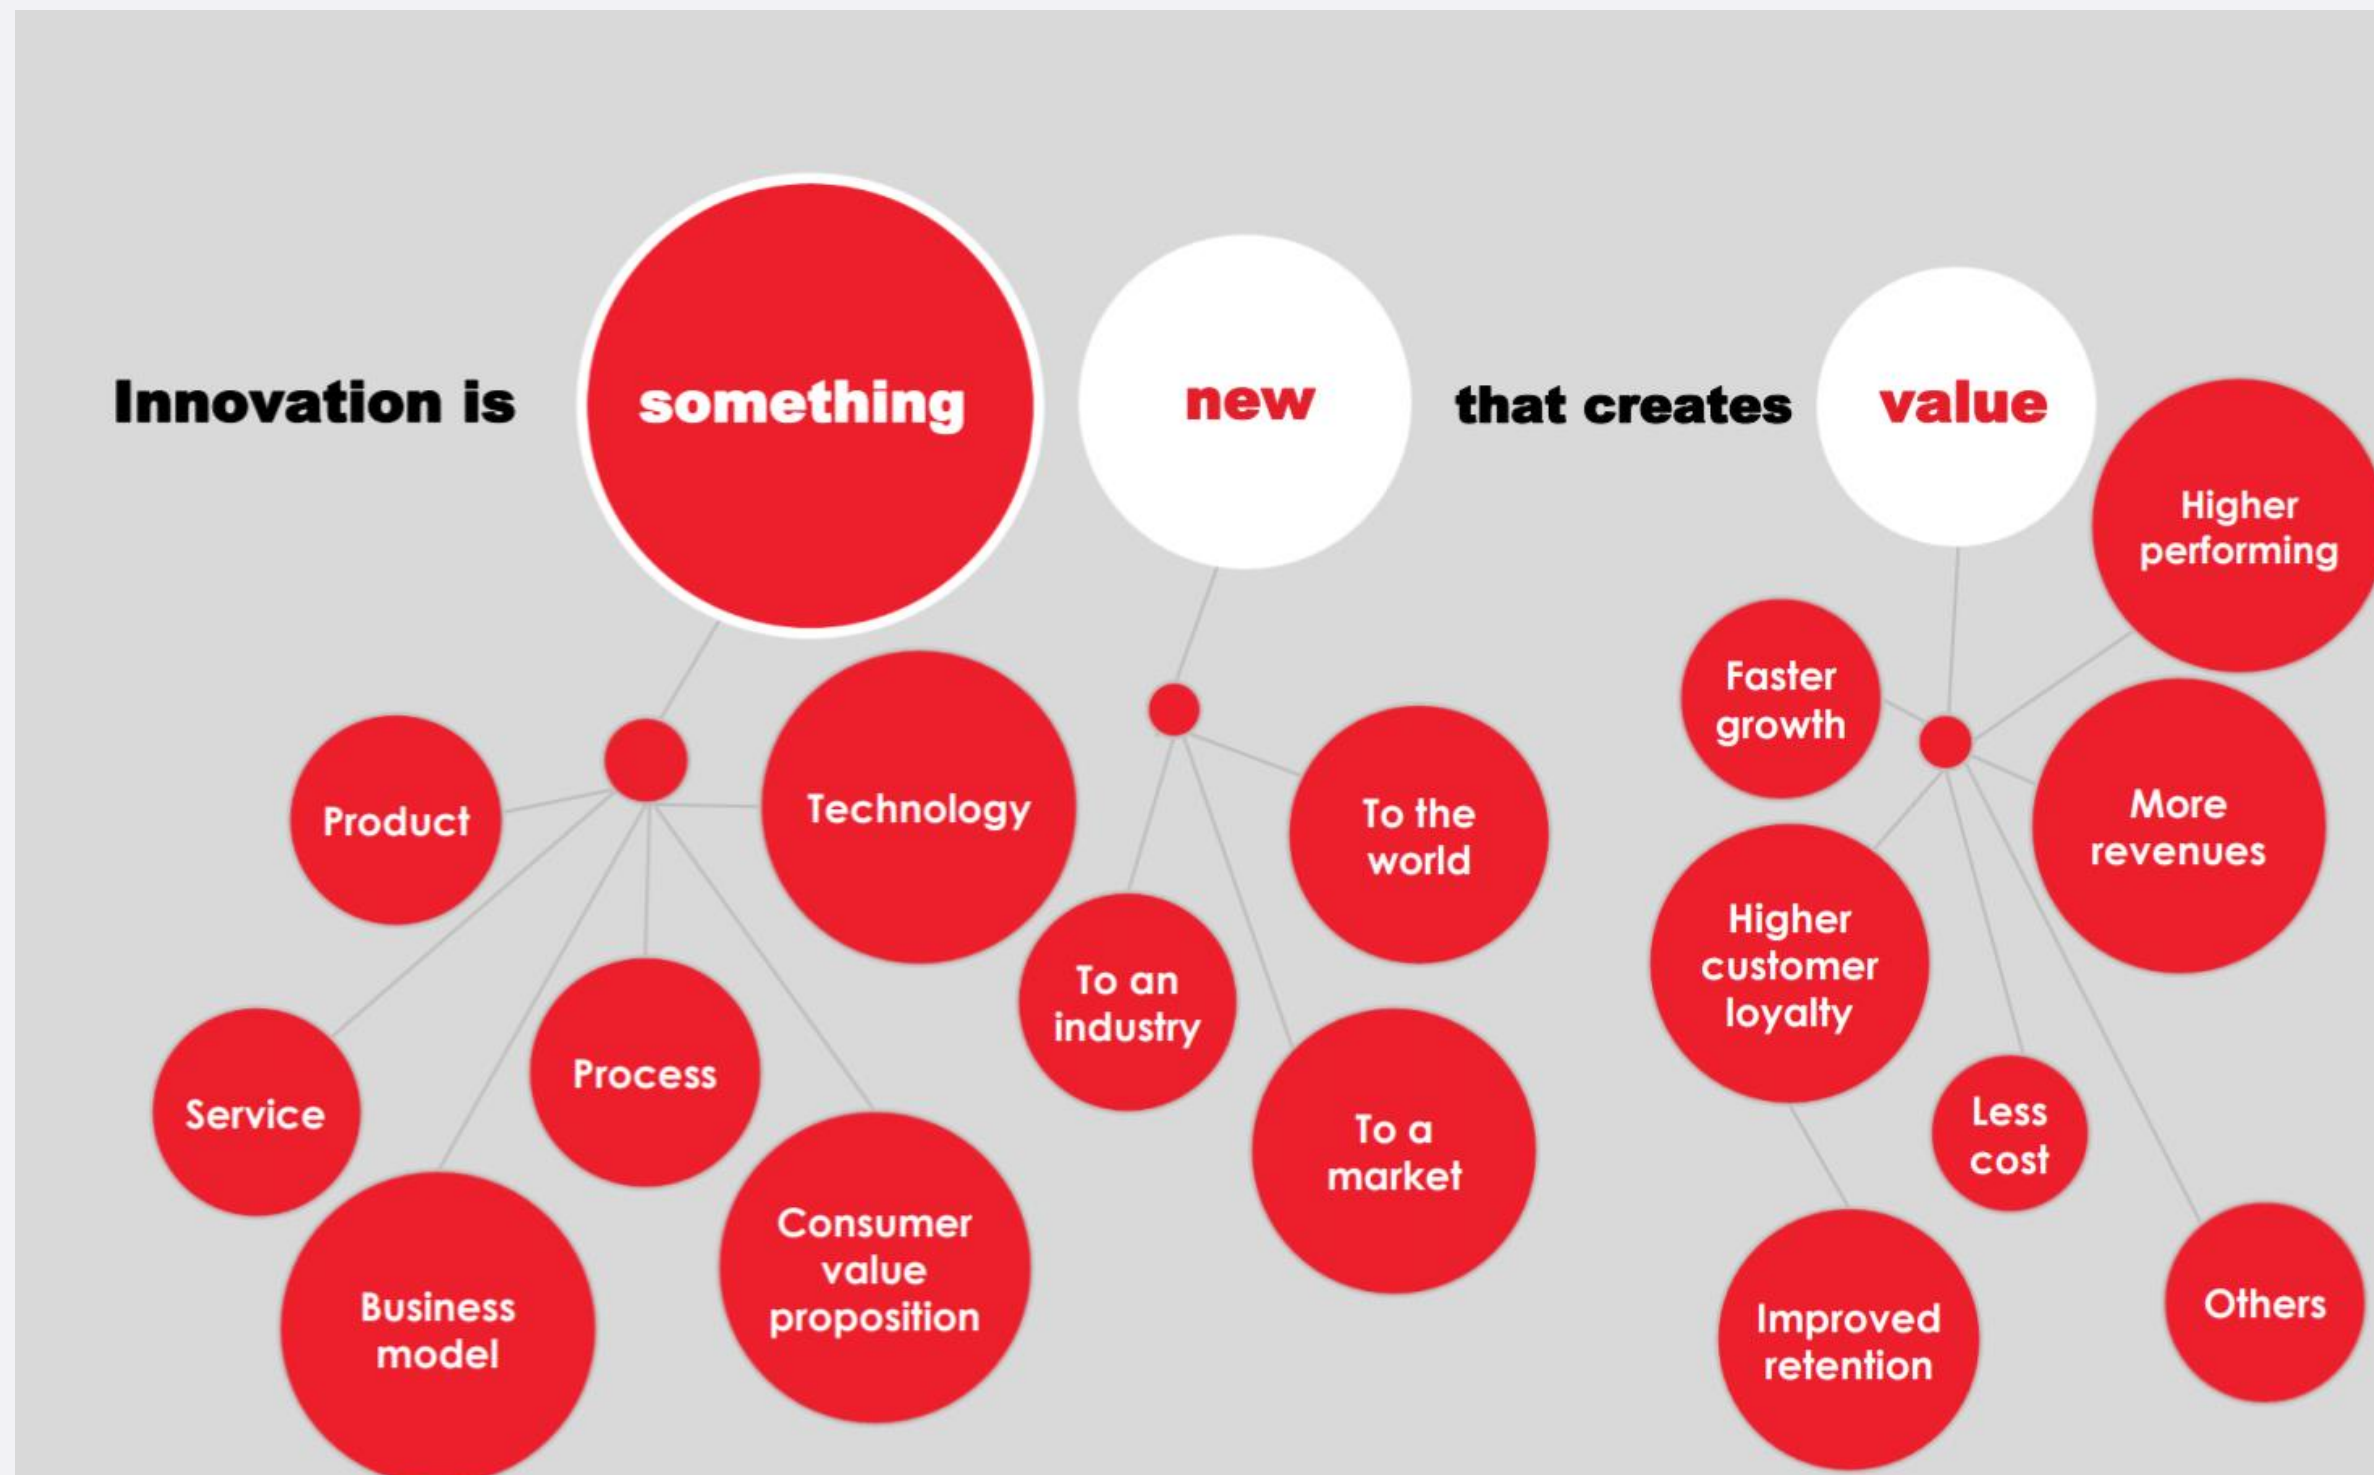 Innovation is something new that creates value
Higher
performing
Faster
growth
More
revenues
Higher
customer
loyalty
Less
cost
Improved
retention
Others
Product
Technology
Service
Process
Business
model
Consumer
value
proposition
To the
world
To an
industry
To a
market